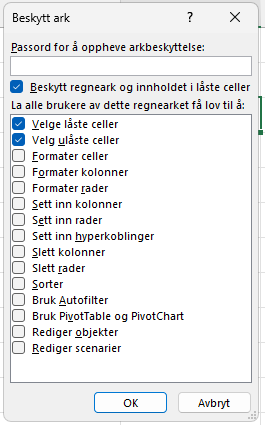 Beskytt ark
Passord for å oppheve arkbeskyttelse:
Beskytt regneark og innholdet i låste celler
La alle brukere av dette regnearket få lov til å:
Velge låste celler
Velg ulåste celler
Formater celler
Formater kolonner
Formater rader
Sett inn kolonner
Sett inn rader
Sett inn hyperkoblinger
Slett kolonner
Slett rader
Sorter
Bruk Autofilter
Bruk PivotTable og PivotChart
Rediger objekter
Rediger scenarier
OK Avbryt